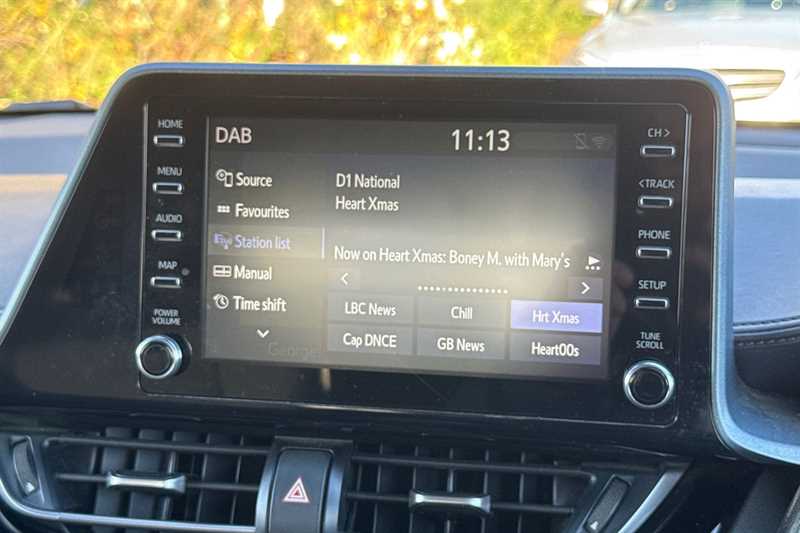 HOME
MENU
AUDIO
MAP
POWER
VOLUME
DAB
11:13
Source
Favourites
Station list
Manual
Time shift
D1 National
Heart Xmas
Now on Heart Xmas: Boney M. with Mary's
LBC News
Chill
Hrt Xmas
Cap DNCE
GB News
Heart00s
George
CH >
< TRACK
PHONE
SETUP
TUNE
SCROLL